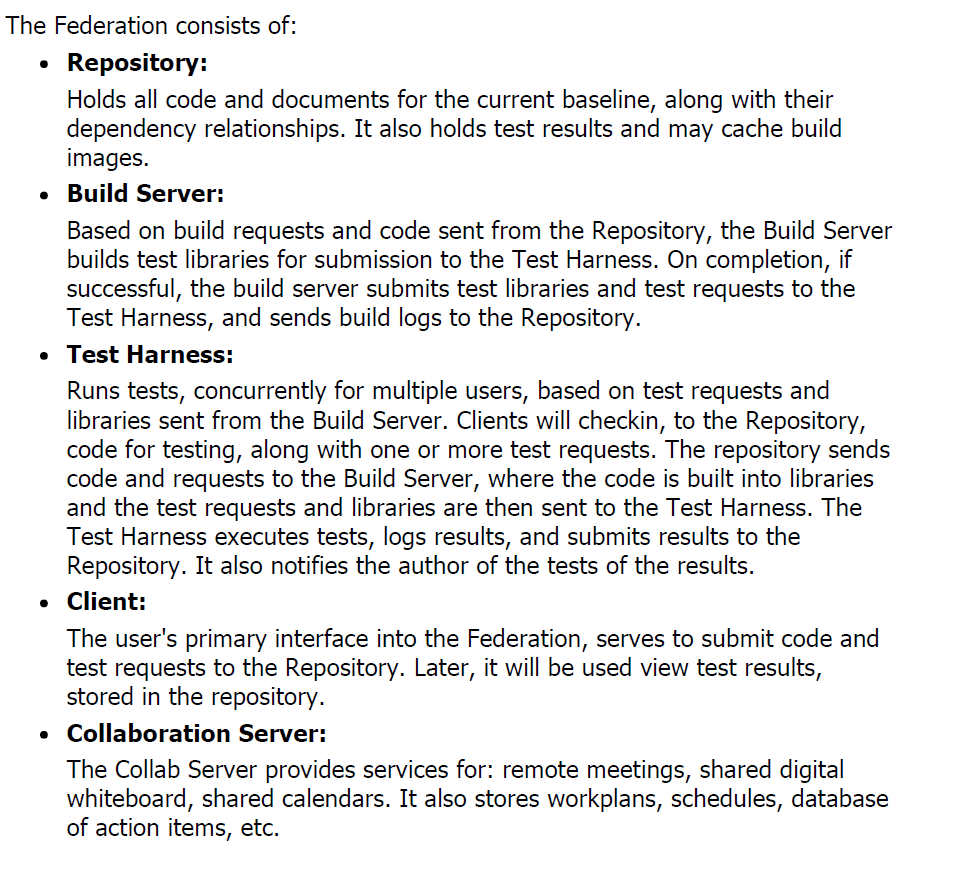 The Federation consists of:
• Repository:
Holds all code and documents for the current baseline, along with their
dependency relationships. It also holds test results and may cache build
images.
• Build Server:
Based on build requests and code sent from the Repository, the Build Server
builds test libraries for submission to the Test Harness. On completion, if
successful, the build server submits test libraries and test requests to the
Test Harness, and sends build logs to the Repository.
• Test Harness:
Runs tests, concurrently for multiple users, based on test requests and
libraries sent from the Build Server. Clients will checkin, to the Repository,
code for testing, along with one or more test requests. The repository sends
code and requests to the Build Server, where the code is built into libraries
and the test requests and libraries are then sent to the Test Harness. The
Test Harness executes tests, logs results, and submits results to the
Repository. It also notifies the author of the tests of the results.
• Client:
The user's primary interface into the Federation, serves to submit code and
test requests to the Repository. Later, it will be used view test results,
stored in the repository.
• Collaboration Server:
The Collab Server provides services for: remote meetings, shared digital
whiteboard, shared calendars. It also stores workplans, schedules, database
of action items, etc.